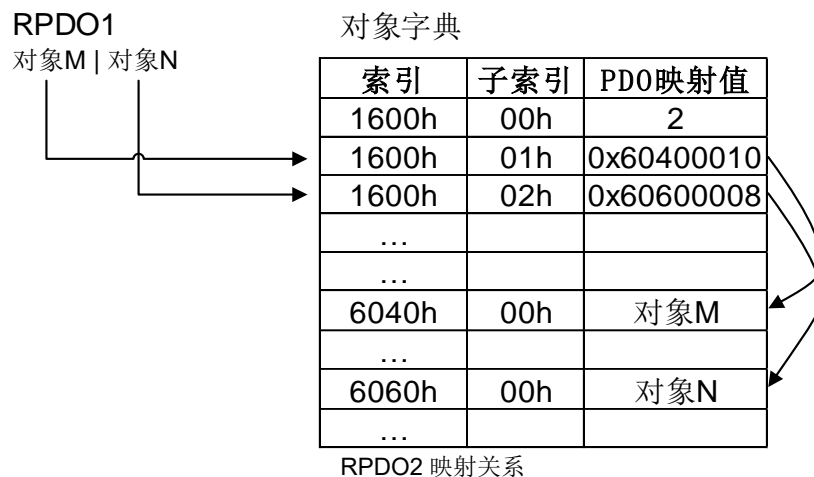 RPDO1
对象M | 对象N
对象字典
索引 子索引 PDO映射值
1600h 00h 2
1600h 01h 0x60400010
1600h 02h 0x60600008
…
…
6040h 00h 对象M
…
6060h 00h 对象N
…
RPDO2 映射关系